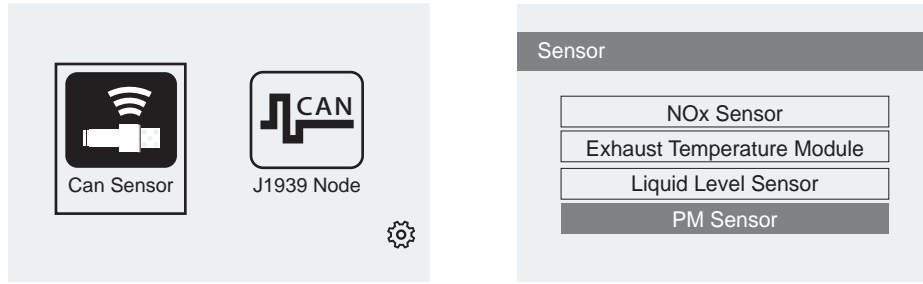 CAN
Can Sensor
J1939 Node
Sensor
NOx Sensor
Exhaust Temperature Module
Liquid Level Sensor
PM Sensor